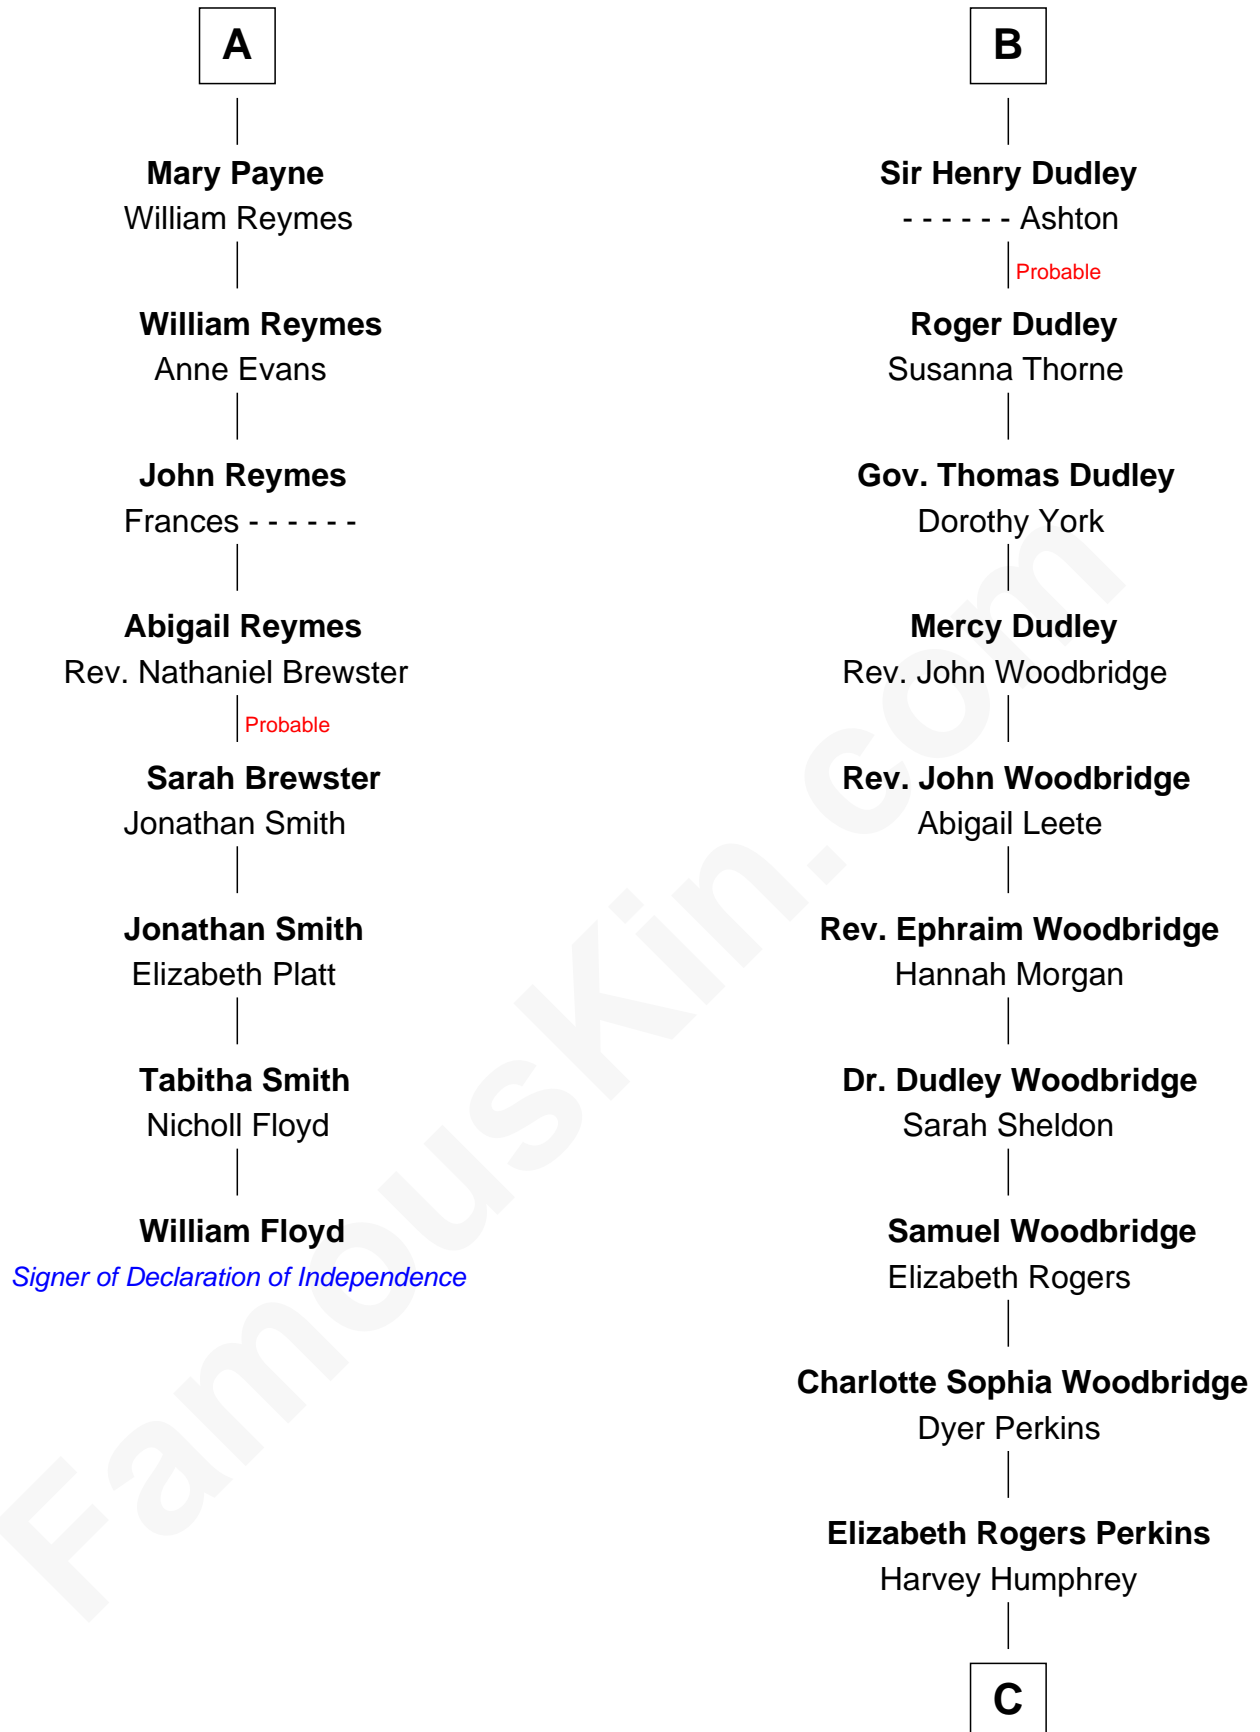 A
Mary Payne
William Reymes
William Reymes
Anne Evans
John Reymes
Frances - - - - - -
Abigail Reymes
Rev. Nathaniel Brewster
Probable
Sarah Brewster
Jonathan Smith
Jonathan Smith
Elizabeth Platt
Tabitha Smith
Nicholl Floyd
William Floyd
Signer of Declaration of Independence
B
Sir Henry Dudley
- - - - - - Ashton
Probable
Roger Dudley
Susanna Thorne
Gov. Thomas Dudley
Dorothy York
Mercy Dudley
Rev. John Woodbridge
Rev. John Woodbridge
Abigail Leete
Rev. Ephraim Woodbridge
Hannah Morgan
Dr. Dudley Woodbridge
Sarah Sheldon
Samuel Woodbridge
Elizabeth Rogers
Charlotte Sophia Woodbridge
Dyer Perkins
Elizabeth Rogers Perkins
Harvey Humphrey
C
FamousKin.com